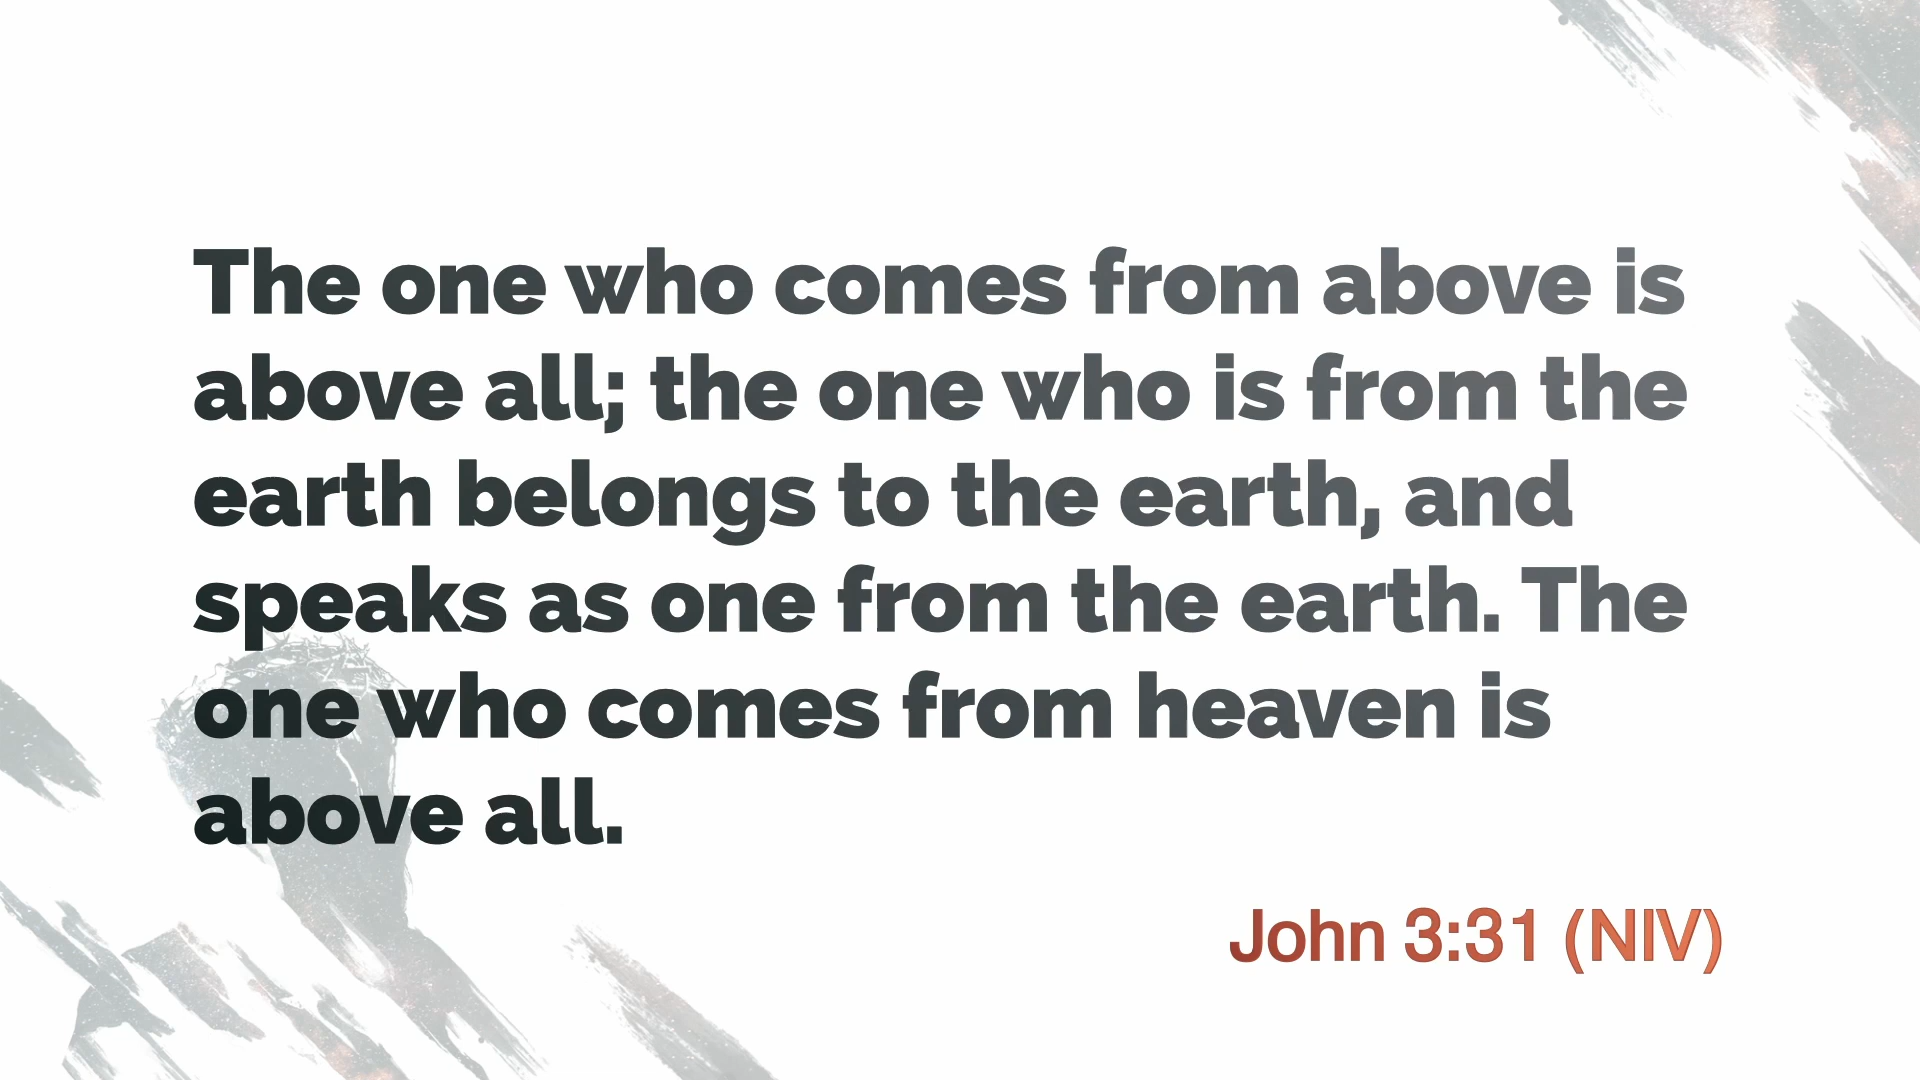 The one who comes from above is
above all; the one who is from the
earth belongs to the earth, and
speaks as one from the earth. The
one who comes from heaven is
above all.
John 3:31 (NIV)